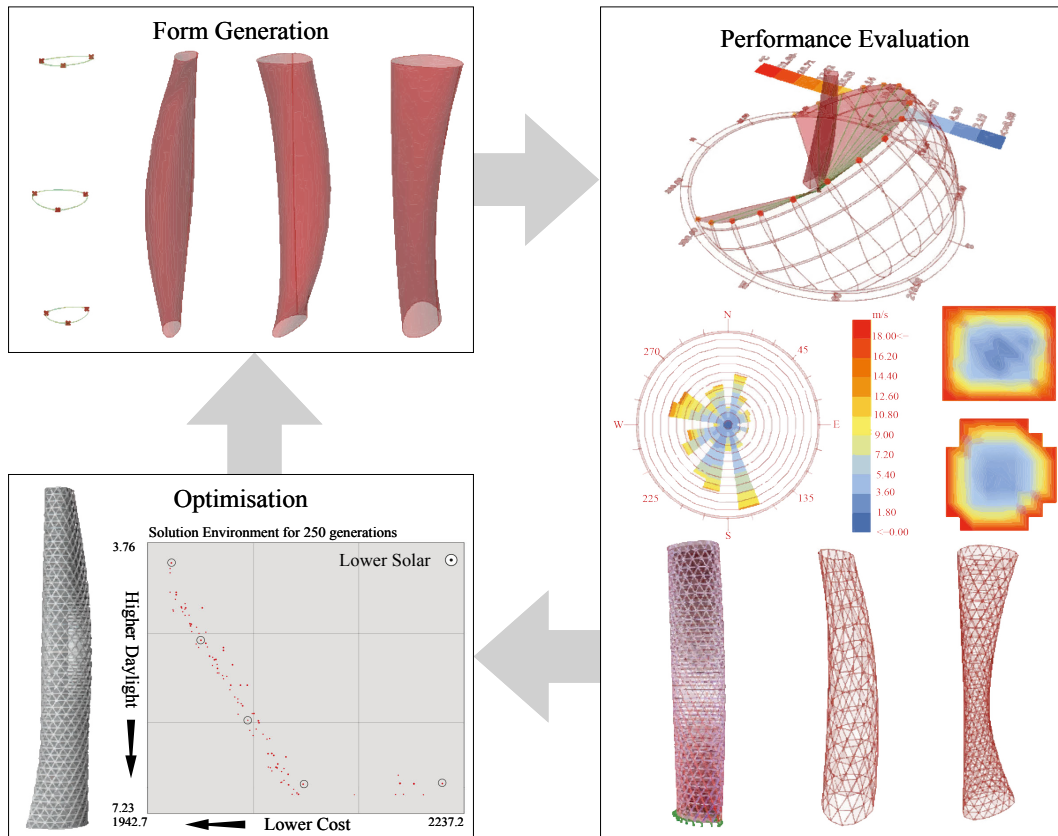 Form Generation
Performance Evaluation
m/s
N
18.00<-
270
45
16.20
14.40
12.60
10.80
W
E
9.00
7.20
5.40
225
135
3.60
1.80
S
<-0.00
Optimisation
Solution Environment for 250 generations
3.76
Lower Solar
Higher Daylight
7.23
1942.7
Lower Cost
2237.2